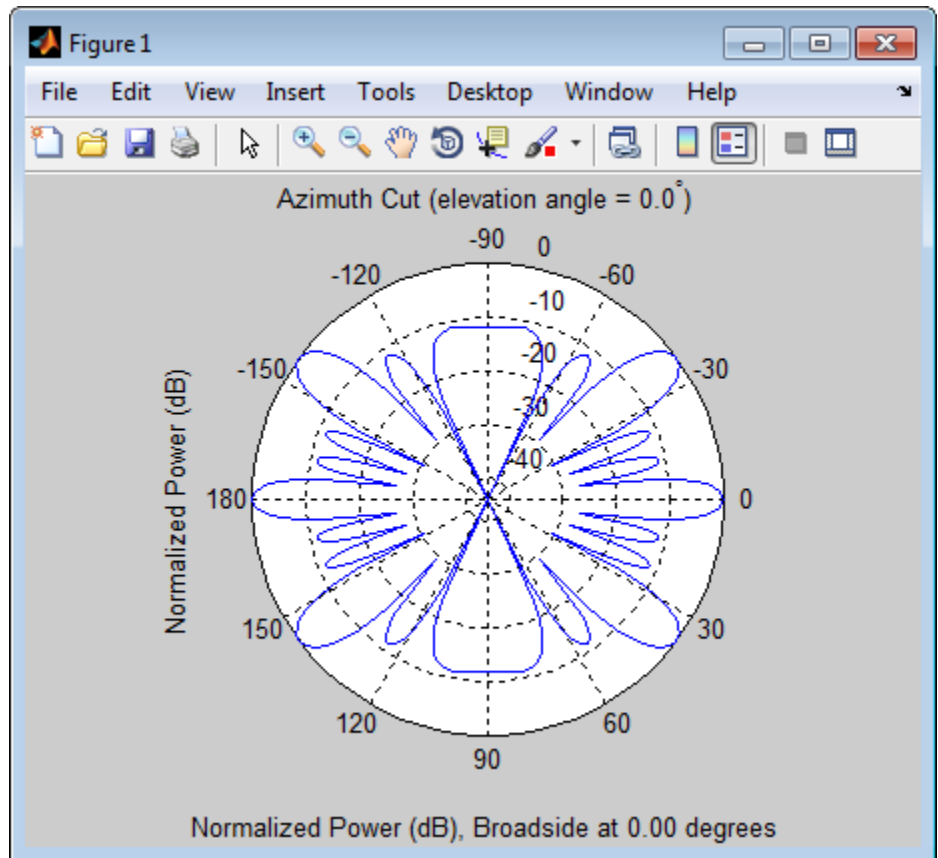 Figure 1
File Edit View Insert Tools Desktop Window Help
Azimuth Cut (elevation angle = 0.0°)
-90 0
-120 -60
-10
-150 -20 -30
-30
-40
Normalized Power (dB)
180 0
150 30
120 60
90
Normalized Power (dB), Broadside at 0.00 degrees